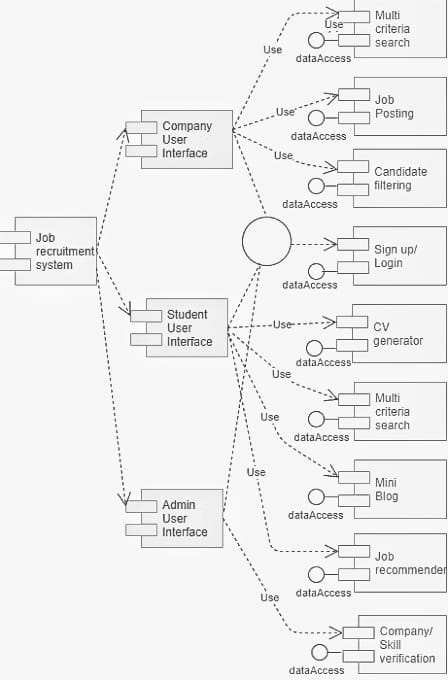 Multi
criteria
search
Use
Use
dataAccess
Use
Job
Posting
dataAccess
Company
User
Interface
Use
Candidate
filtering
dataAccess
Job
recruitment
system
Sign up/
Login
dataAccess
Student
User
Interface
Use
CV
generator
dataAccess
Use
Multi
criteria
search
dataAccess
Use
Mini
Blog
dataAccess
Use
Admin
User
Interface
Job
recommender
dataAccess
Use
Company/
Skill
verification
dataAccess